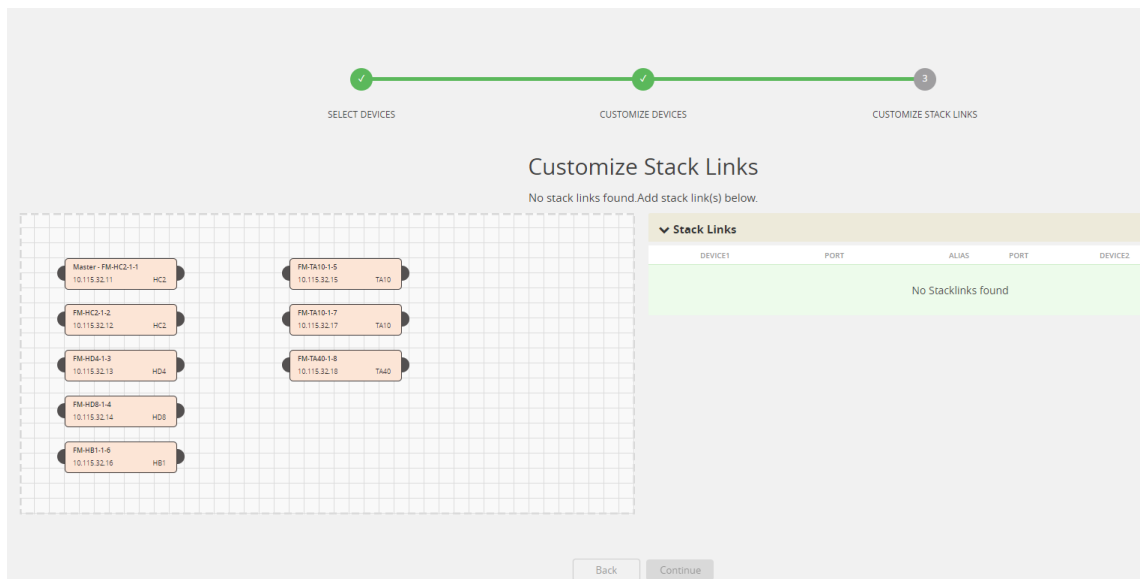 ✓ ✓ 3
SELECT DEVICES CUSTOMIZE DEVICES CUSTOMIZE STACK LINKS
Customize Stack Links
No stack links found.Add stack link(s) below.
Master - FM-HC2-1-1
10.115.32.11 HC2
FM-HC2-1-2
10.115.32.12 HC2
FM-HD4-1-3
10.115.32.13 HD4
FM-HD8-1-4
10.115.32.14 HD8
FM-HB1-1-6
10.115.32.16 HB1
FM-TA10-1-5
10.115.32.15 TA10
FM-TA10-1-7
10.115.32.17 TA10
FM-TA40-1-8
10.115.32.18 TA40
Stack Links
DEVICE1 PORT ALIAS PORT DEVICE2
No Stacklinks found
Back Continue